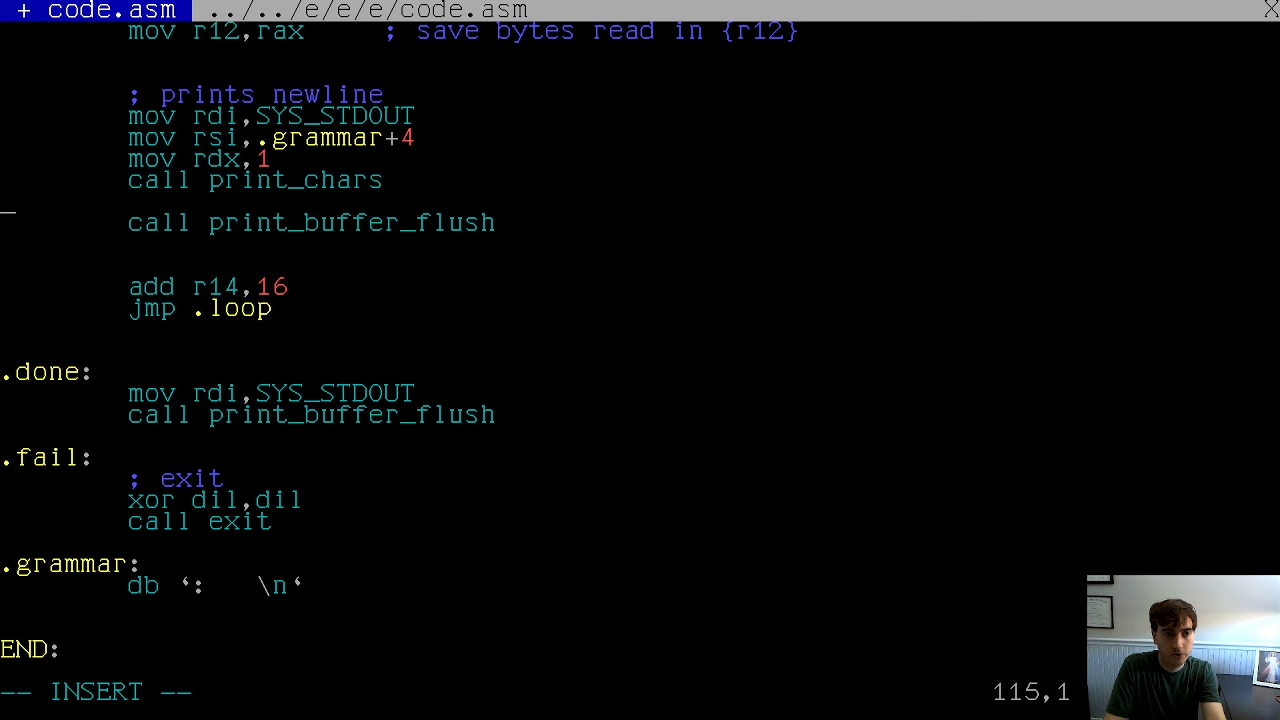 + code.asm ../../e/e/e/code.asm X
mov r12,rax ; save bytes read in {r12}
; prints newline
mov rdi,SYS_STDOUT
mov rsi,.grammar+4
mov rdx,1
call print_chars
call print_buffer_flush
add r14,16
jmp .loop
.done:
mov rdi,SYS_STDOUT
call print_buffer_flush
.fail:
; exit
xor dil,dil
call exit
.grammar:
db `:   \n`
END:
-- INSERT -- 115,1